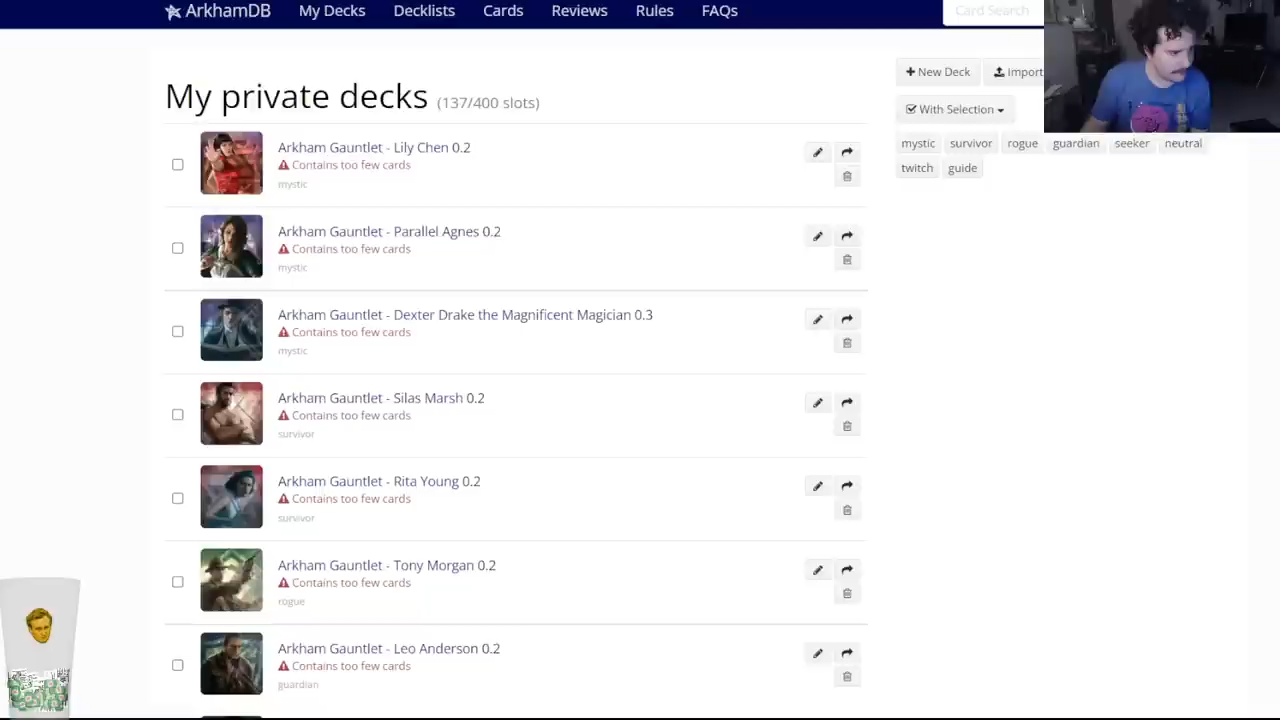 ArkhamDB My Decks Decklists Cards Reviews Rules FAQs Card Search
My private decks (137/400 slots)
New Deck Import
With Selection
mystic survivor rogue guardian seeker neutral
twitch guide
Arkham Gauntlet - Lily Chen 0.2
Contains too few cards
mystic
Arkham Gauntlet - Parallel Agnes 0.2
Contains too few cards
mystic
Arkham Gauntlet - Dexter Drake the Magnificent Magician 0.3
Contains too few cards
mystic
Arkham Gauntlet - Silas Marsh 0.2
Contains too few cards
survivor
Arkham Gauntlet - Rita Young 0.2
Contains too few cards
survivor
Arkham Gauntlet - Tony Morgan 0.2
Contains too few cards
rogue
Arkham Gauntlet - Leo Anderson 0.2
Contains too few cards
guardian